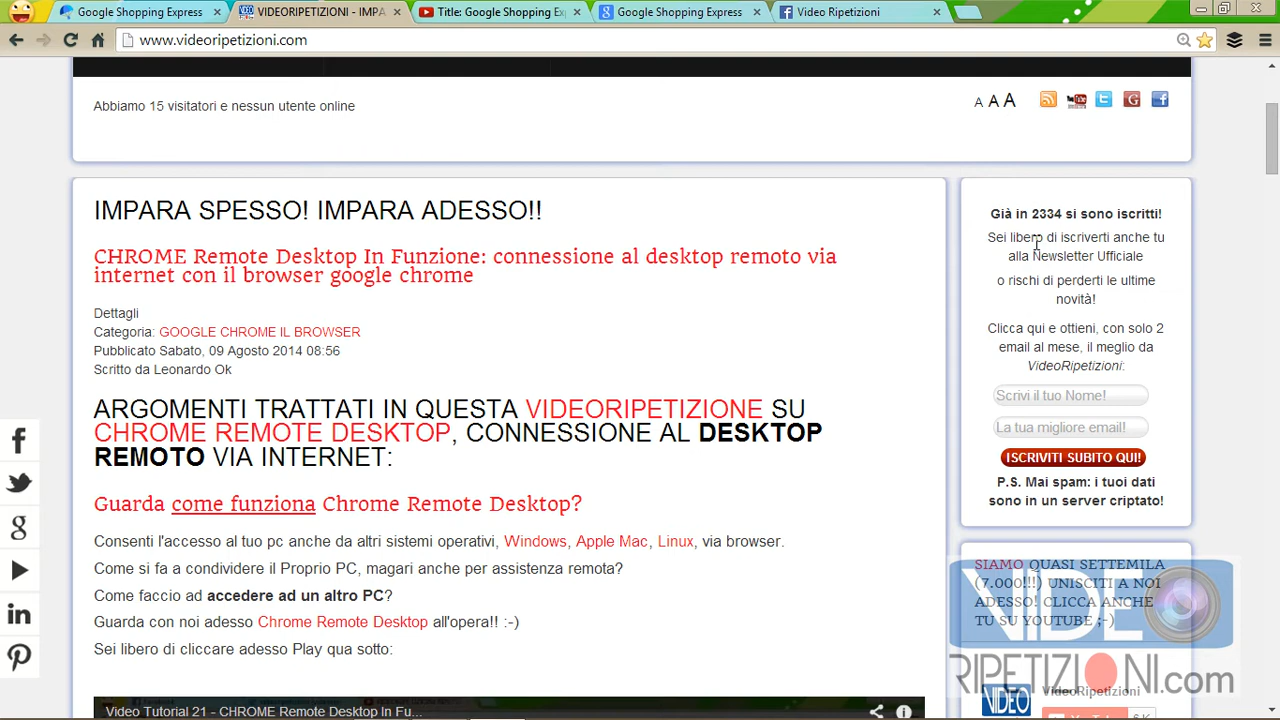 Google Shopping Express
VIDEORIPETIZIONI - IMPA
Title: Google Shopping Ex
Google Shopping Express
Video Ripetizioni
www.videoripetizioni.com
Abbiamo 15 visitatori e nessun utente online
A A A
IMPARA SPESSO! IMPARA ADESSO!!
CHROME Remote Desktop In Funzione: connessione al desktop remoto via
internet con il browser google chrome
Dettagli
Categoria: GOOGLE CHROME IL BROWSER
Pubblicato Sabato, 09 Agosto 2014 08:56
Scritto da Leonardo Ok
ARGOMENTI TRATTATI IN QUESTA VIDEORIPETIZIONE SU
CHROME REMOTE DESKTOP, CONNESSIONE AL DESKTOP
REMOTO VIA INTERNET:
Guarda come funziona Chrome Remote Desktop?
Consenti l'accesso al tuo pc anche da altri sistemi operativi, Windows, Apple Mac, Linux, via browser.
Come si fa a condividere il Proprio PC, magari anche per assistenza remota?
Come faccio ad accedere ad un altro PC?
Guarda con noi adesso Chrome Remote Desktop all'opera!! :-)
Sei libero di cliccare adesso Play qua sotto:
Video Tutorial 21 - CHROME Remote Desktop In Fu...
Già in 2334 si sono iscritti!
Sei libero di iscriverti anche tu
alla Newsletter Ufficiale
o rischi di perderti le ultime
novità!
Clicca qui e ottieni, con solo 2
email al mese, il meglio da
VideoRipetizioni:
Scrivi il tuo Nome!
La tua migliore email!
ISCRIVITI SUBITO QUI!
P.S. Mai spam: i tuoi dati
sono in un server criptato!
SIAMO QUASI SETTEMILA
(7.000!!!) UNISCITI A NOI
ADESSO! CLICCA ANCHE
TU SU YOUTUBE ;-)
VIDEO
RIPETIZIONI.com
VIDEO
VideoRipetizioni
YouTube
6 K